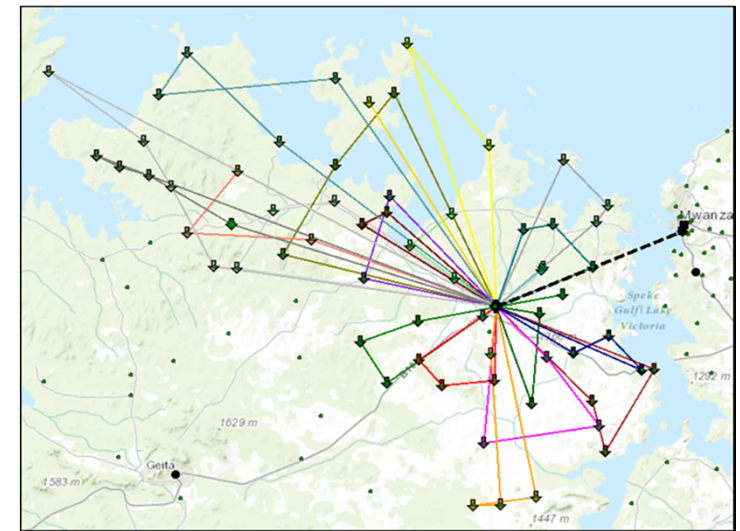 Mwanza
Speke
Gulf/Lake
Victoria
1292 m
1629 m
Geita
1583 m
1447 m